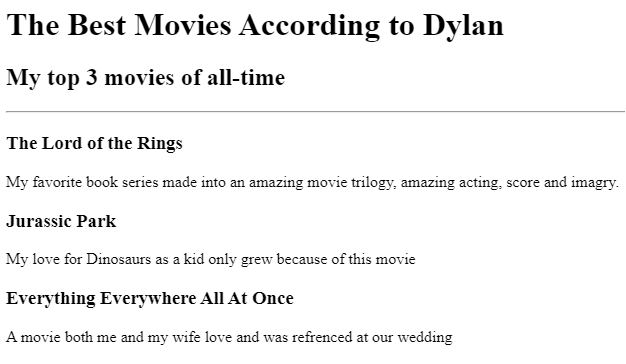 The Best Movies According to Dylan
My top 3 movies of all-time
The Lord of the Rings
My favorite book series made into an amazing movie trilogy, amazing acting, score and imagry.
Jurassic Park
My love for Dinosaurs as a kid only grew because of this movie
Everything Everywhere All At Once
A movie both me and my wife love and was refrenced at our wedding